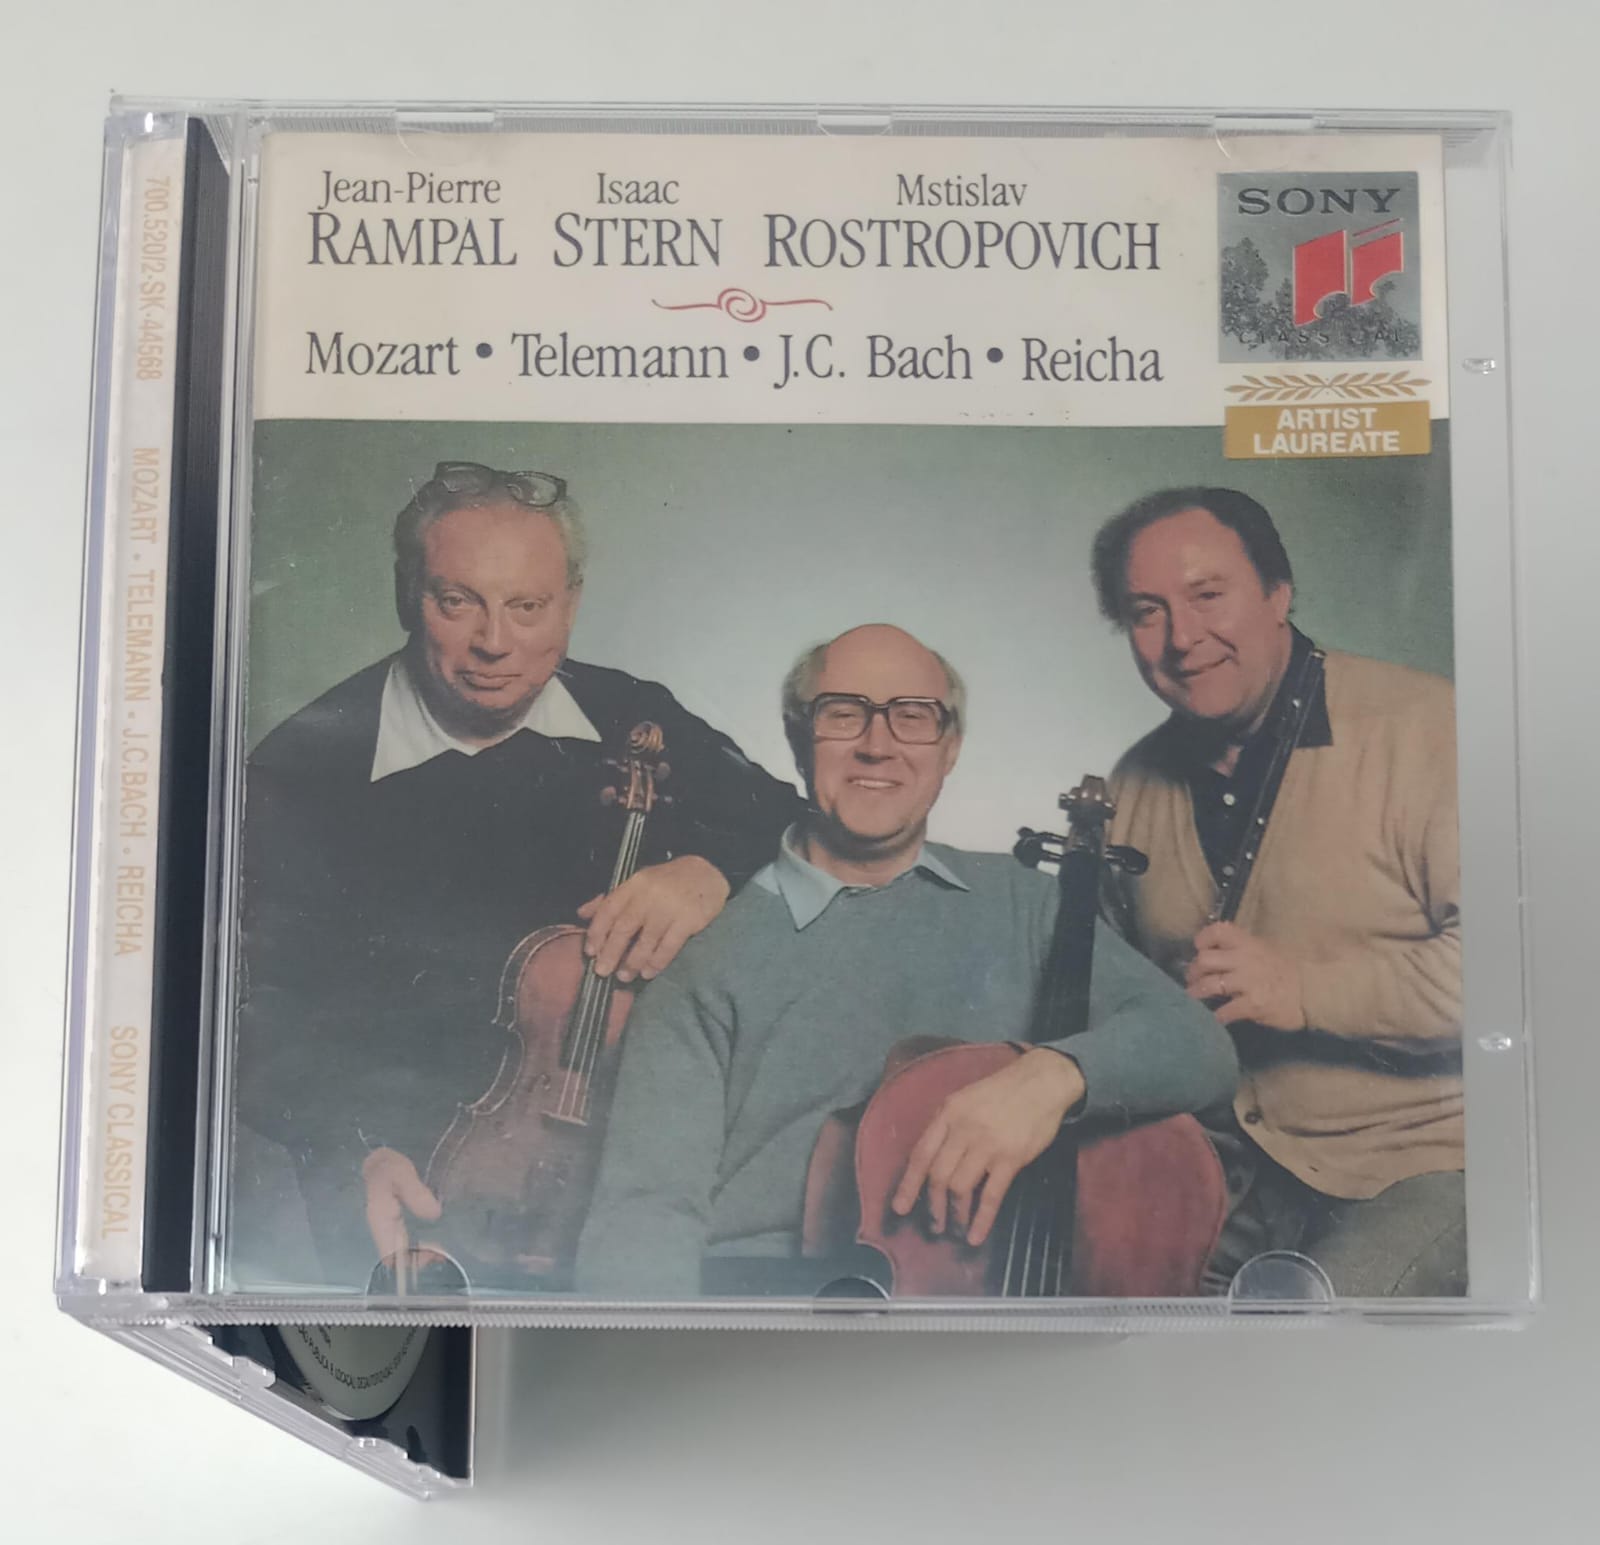 Jean-Pierre Isaac Mstislav
RAMPAL STERN ROSTROPOVICH
Mozart • Telemann • J.C. Bach • Reicha
SONY
CLASSICAL
ARTIST
LAUREATE
700.520/2-SK-44568 MOZART • TELEMANN • J.C.BACH • REICHA SONY CLASSICAL